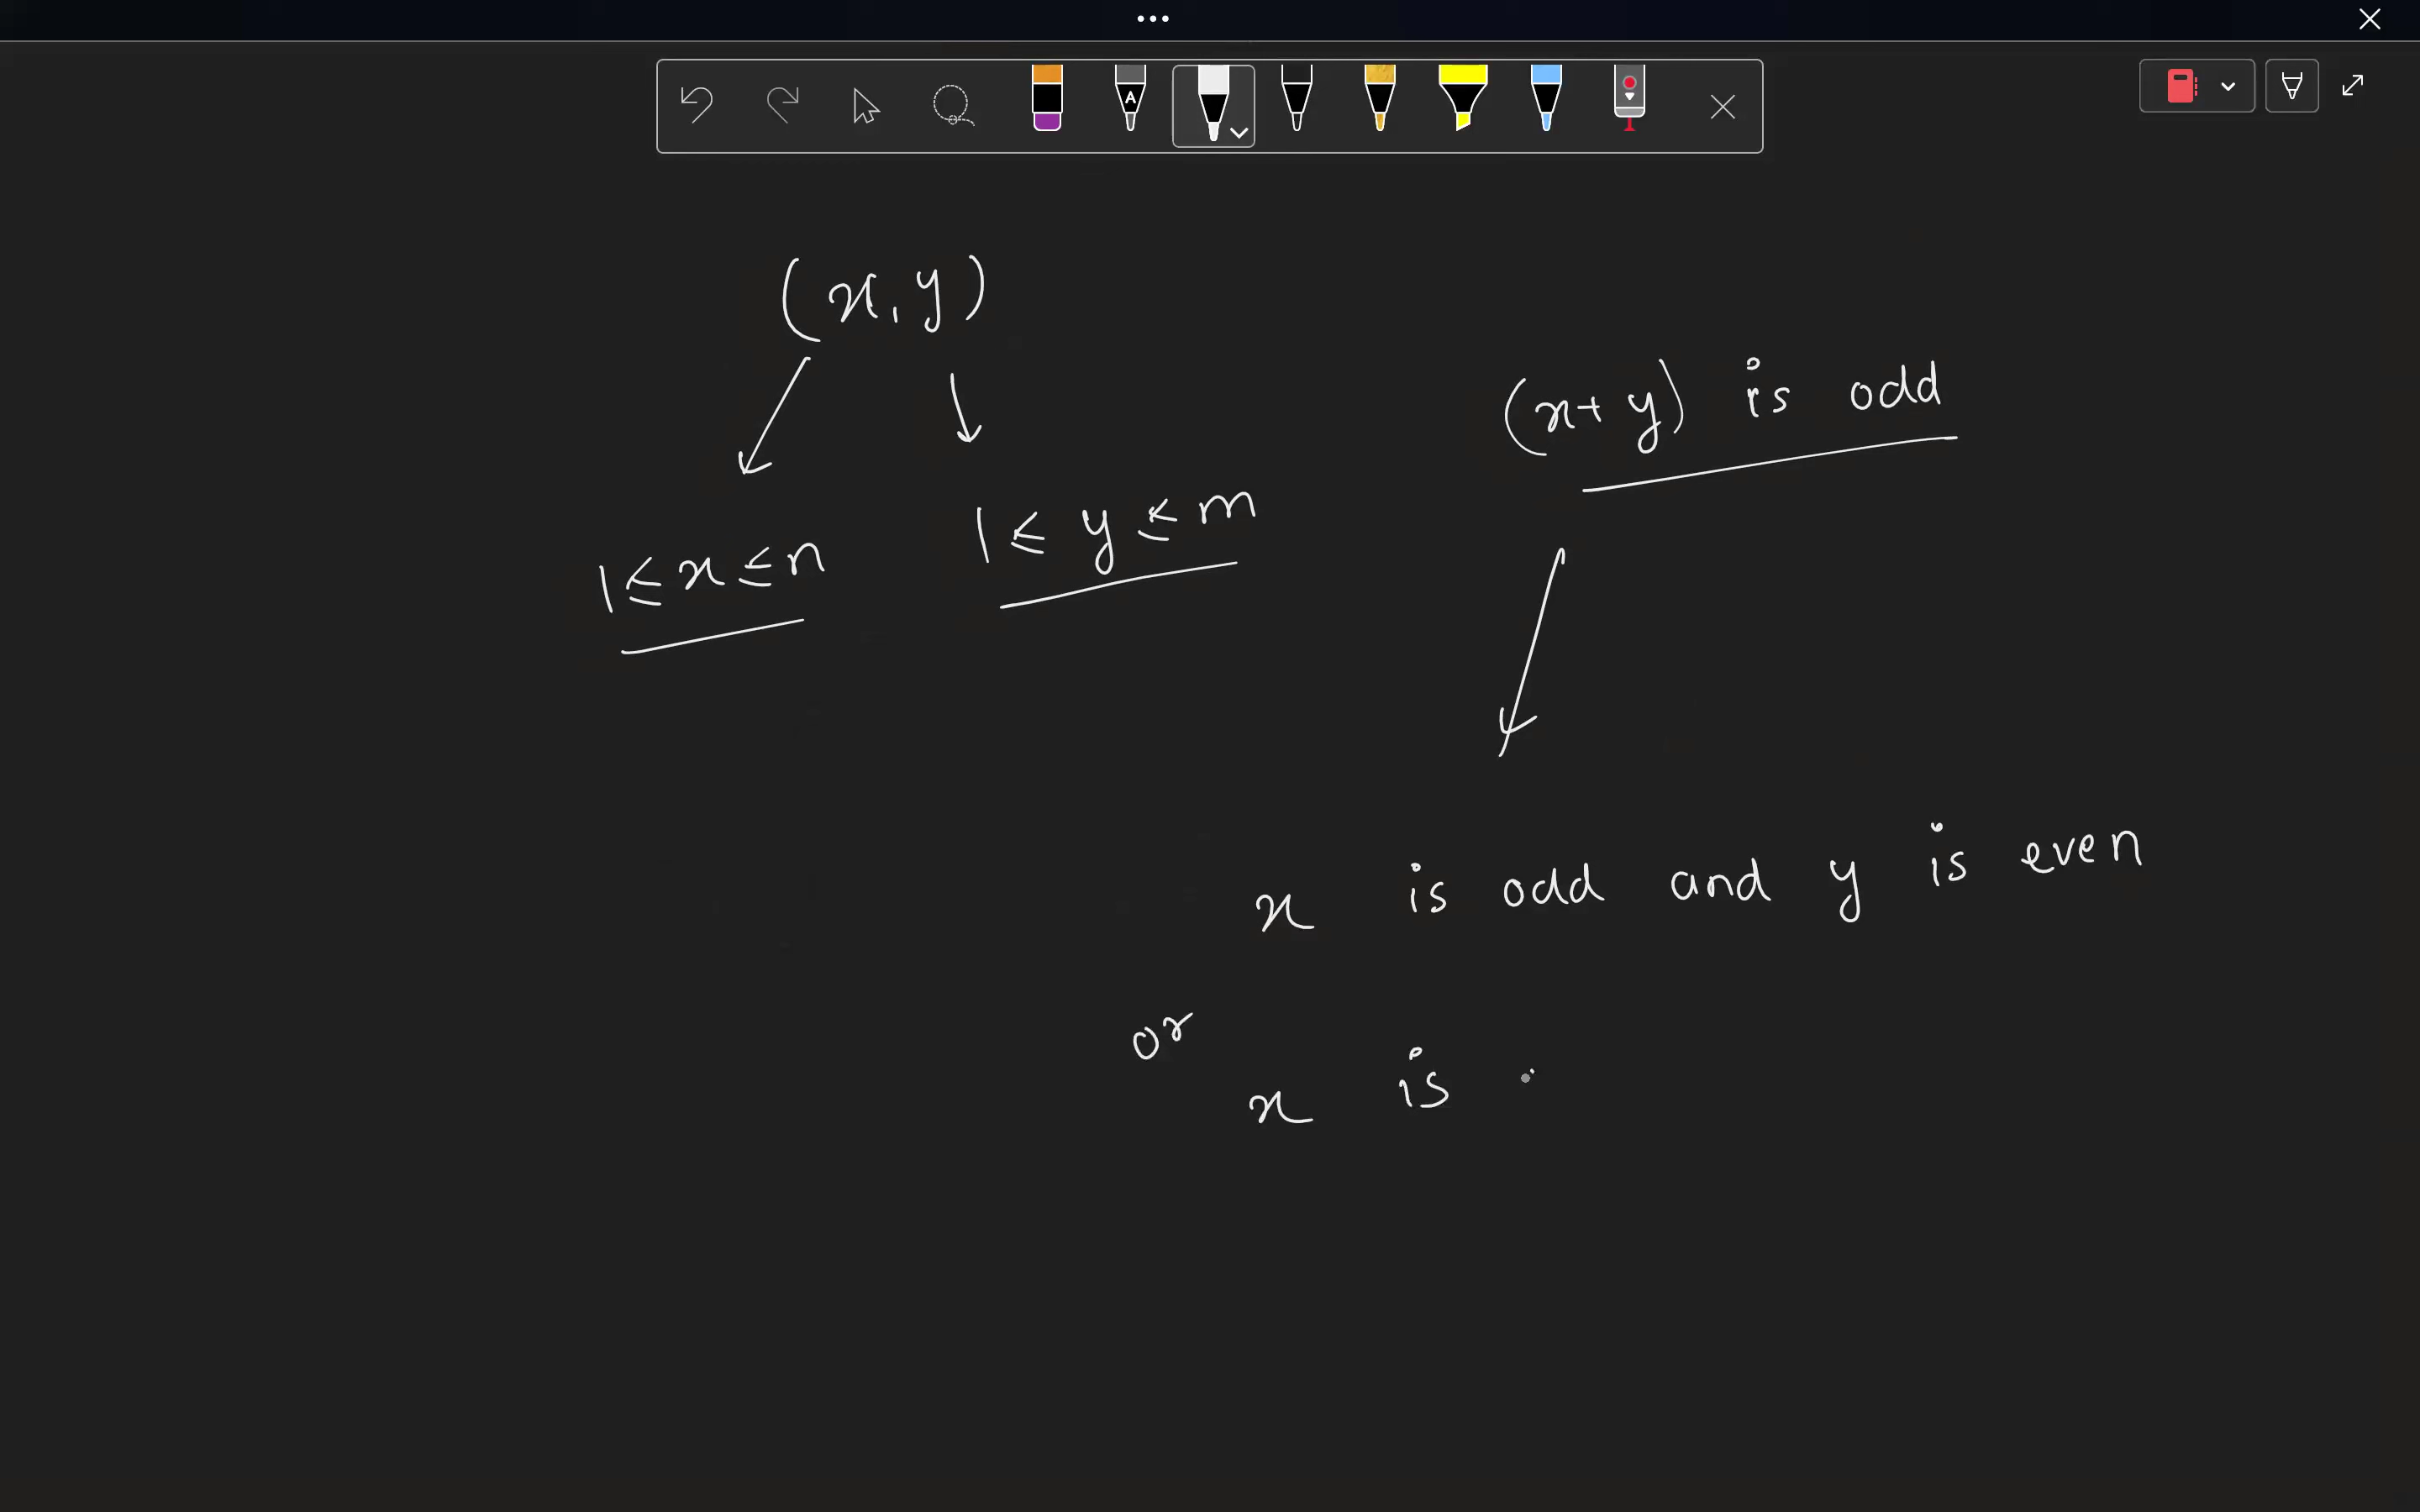 (x, y)
(x+y) is odd
1 ≤ x ≤ n
1 ≤ y ≤ m
x is odd and y is even
or
x is